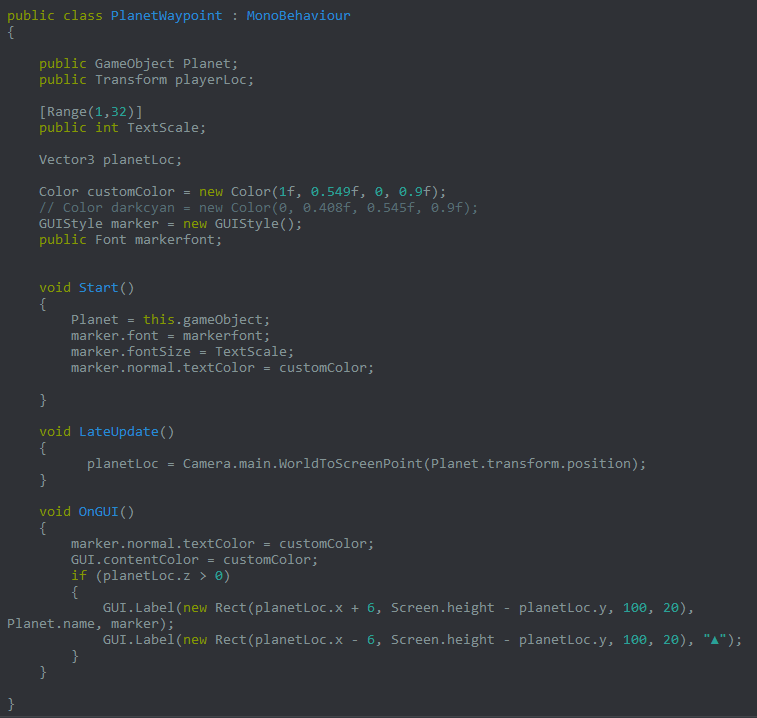 public class PlanetWaypoint : MonoBehaviour
{
public GameObject Planet;
public Transform playerLoc;
[Range(1,32)]
public int TextScale;
Vector3 planetLoc;
Color customColor = new Color(1f, 0.549f, 0, 0.9f);
// Color darkcyan = new Color(0, 0.408f, 0.545f, 0.9f);
GUIStyle marker = new GUIStyle();
public Font markerfont;
void Start()
{
Planet = this.gameObject;
marker.font = markerfont;
marker.fontSize = TextScale;
marker.normal.textColor = customColor;
}
void LateUpdate()
{
planetLoc = Camera.main.WorldToScreenPoint(Planet.transform.position);
}
void OnGUI()
{
marker.normal.textColor = customColor;
GUI.contentColor = customColor;
if (planetLoc.z > 0)
{
GUI.Label(new Rect(planetLoc.x + 6, Screen.height - planetLoc.y, 100, 20),
Planet.name, marker);
GUI.Label(new Rect(planetLoc.x - 6, Screen.height - planetLoc.y, 100, 20), "▲");
}
}
}